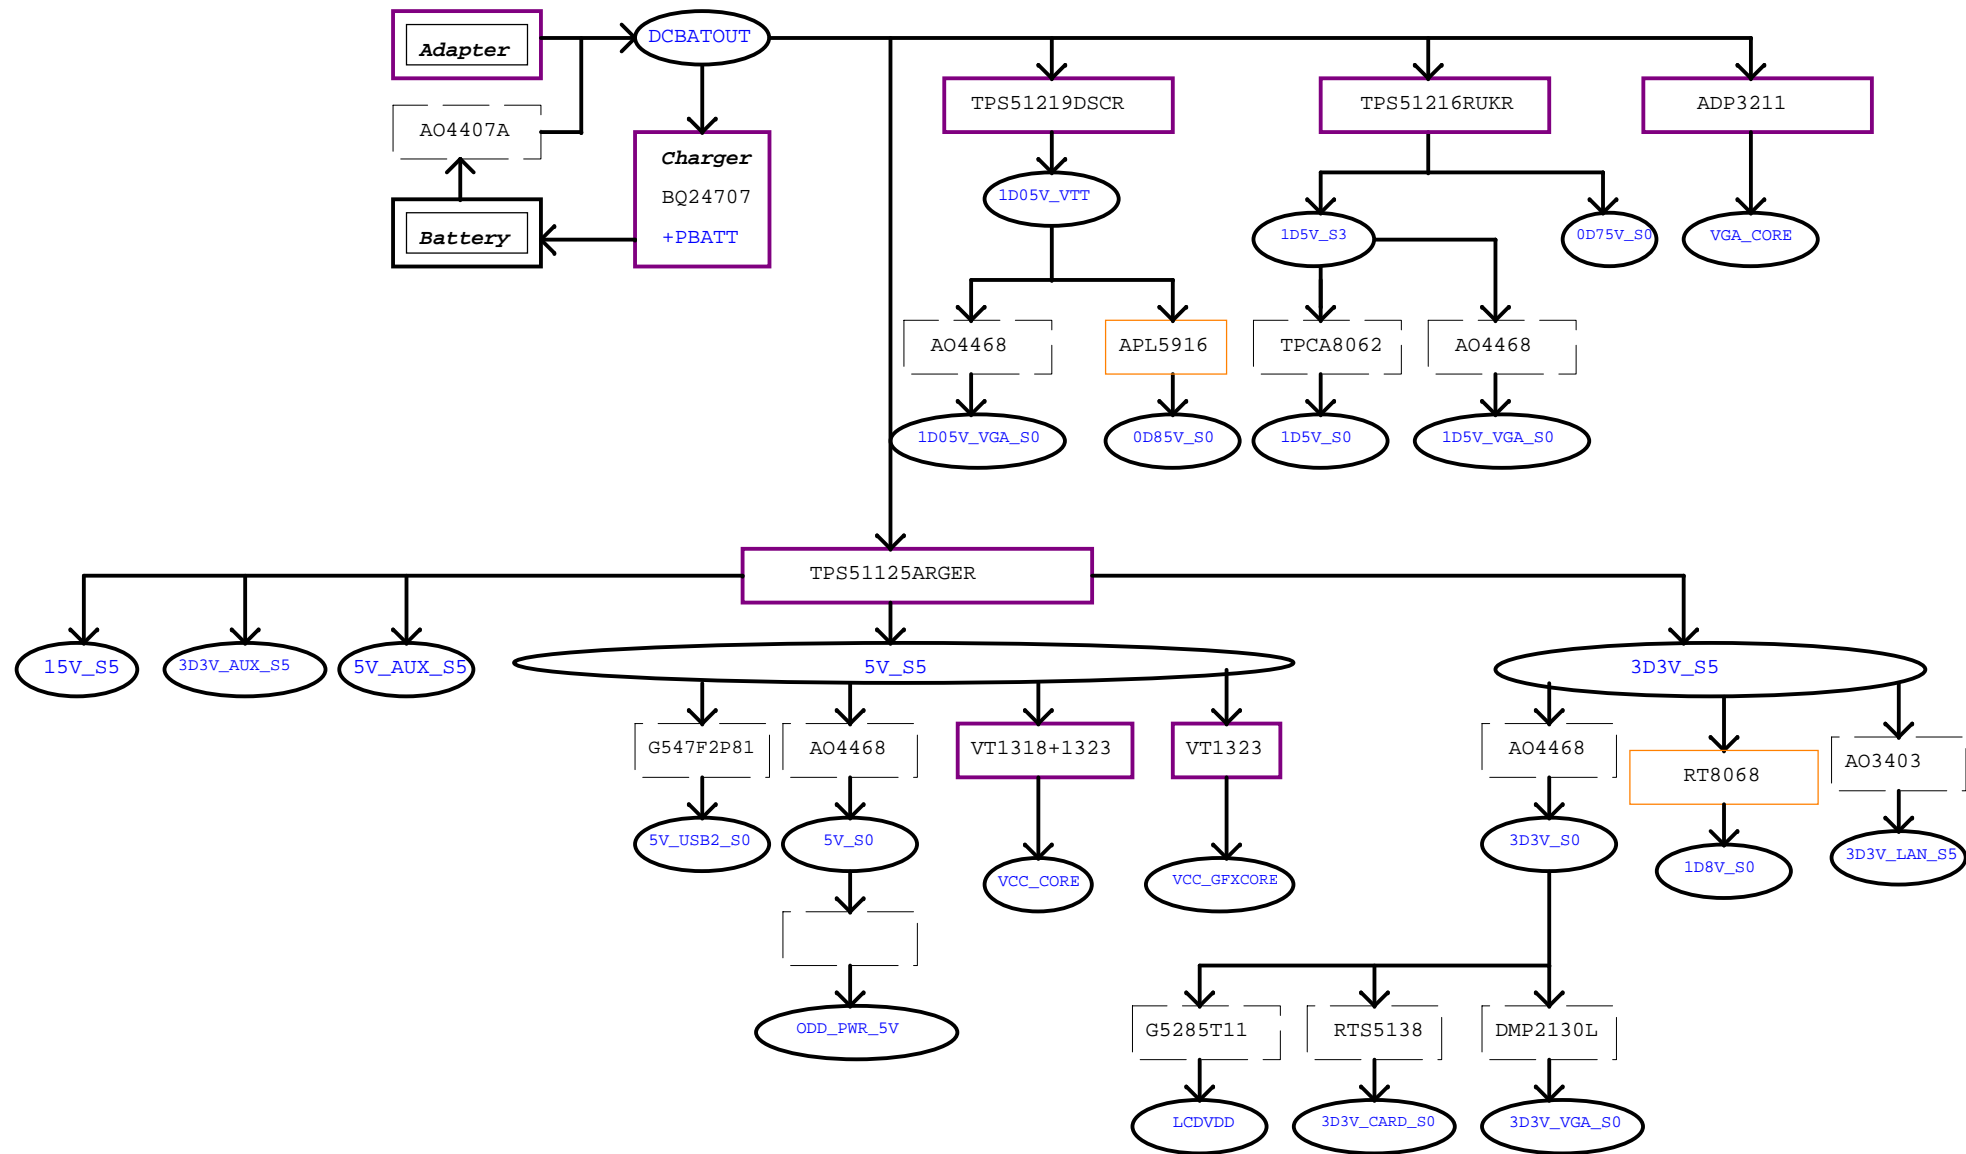 Adapter
DCBATOUT
TPS51219DSCR
TPS51216RUKR
ADP3211
AO4407A
Charger
BQ24707
+PBATT
Battery
1D05V_VTT
1D5V_S3
0D75V_S0
VGA_CORE
AO4468
APL5916
TPCA8062
AO4468
1D05V_VGA_S0
0D85V_S0
1D5V_S0
1D5V_VGA_S0
TPS51125ARGER
15V_S5
3D3V_AUX_S5
5V_AUX_S5
5V_S5
3D3V_S5
G547F2P81
AO4468
VT1318+1323
VT1323
AO4468
RT8068
AO3403
5V_USB2_S0
5V_S0
VCC_CORE
VCC_GFXCORE
3D3V_S0
1D8V_S0
3D3V_LAN_S5
ODD_PWR_5V
G5285T11
RTS5138
DMP2130L
LCDVDD
3D3V_CARD_S0
3D3V_VGA_S0